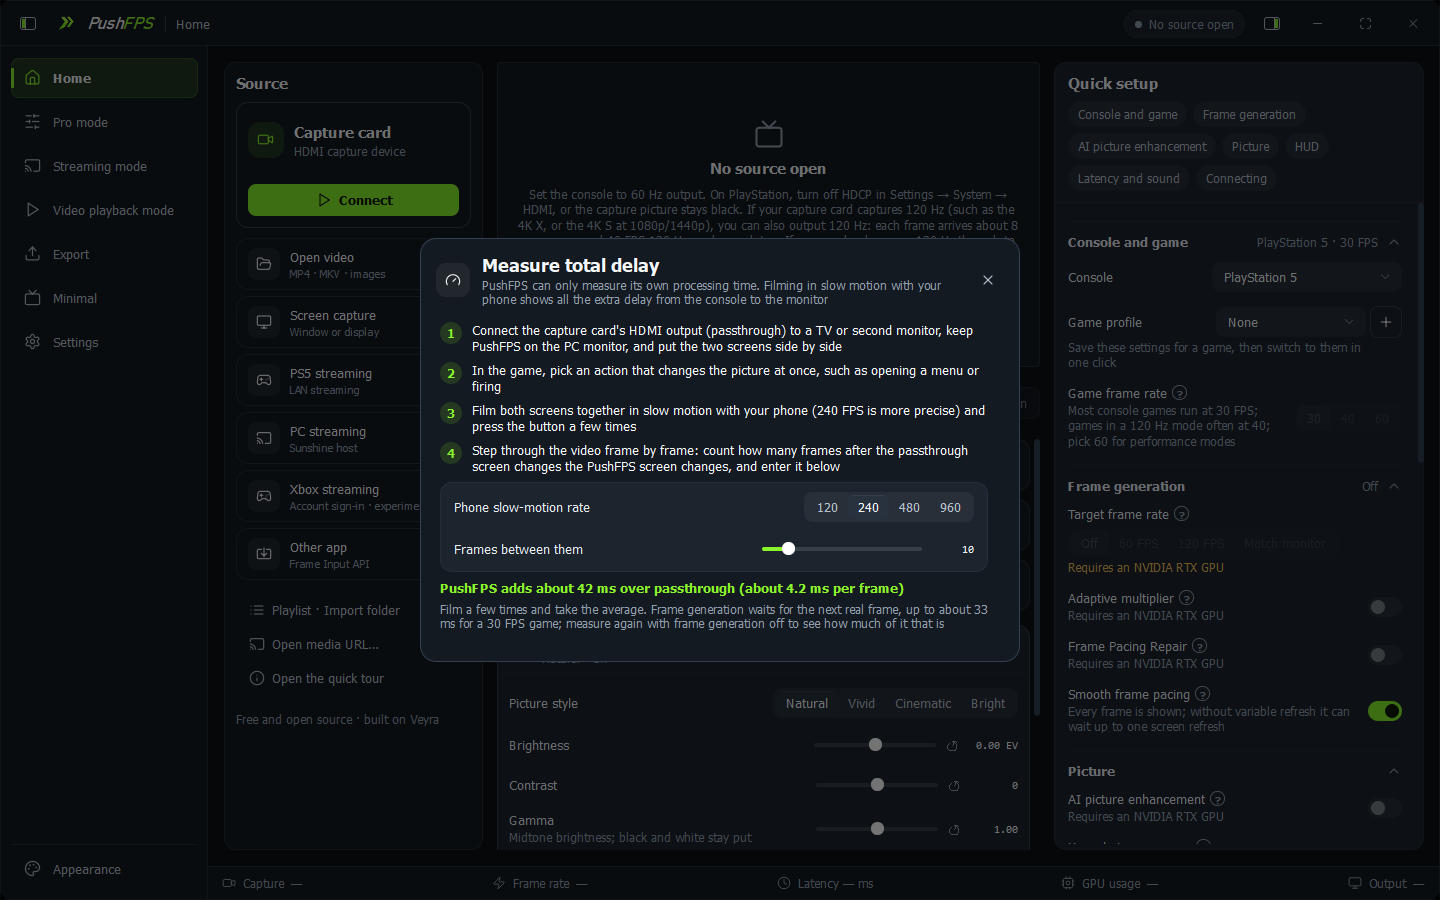 PushFPS
Home
No source open
Home
Pro mode
Streaming mode
Video playback mode
Export
Minimal
Settings
Appearance
Source
Capture card
HDMI capture device
Connect
Open video
MP4 · MKV · images
Screen capture
Window or display
PS5 streaming
LAN streaming
PC streaming
Sunshine host
Xbox streaming
Account sign-in · experime
Other app
Frame Input API
Playlist · Import folder
Open media URL...
Open the quick tour
Free and open source · built on Veyra
No source open
Set the console to 60 Hz output. On PlayStation, turn off HDCP in Settings → System →
HDMI, or the capture picture stays black. If your capture card captures 120 Hz (such as the
4K X, or the 4K S at 1080p/1440p), you can also output 120 Hz: each frame arrives about 8
Measure total delay
PushFPS can only measure its own processing time. Filming in slow motion with your
phone shows all the extra delay from the console to the monitor
1 Connect the capture card's HDMI output (passthrough) to a TV or second monitor, keep
PushFPS on the PC monitor, and put the two screens side by side
2 In the game, pick an action that changes the picture at once, such as opening a menu or
firing
3 Film both screens together in slow motion with your phone (240 FPS is more precise) and
press the button a few times
4 Step through the video frame by frame: count how many frames after the passthrough
screen changes the PushFPS screen changes, and enter it below
Phone slow-motion rate 120 240 480 960
Frames between them 10
PushFPS adds about 42 ms over passthrough (about 4.2 ms per frame)
Film a few times and take the average. Frame generation waits for the next real frame, up to about 33
ms for a 30 FPS game; measure again with frame generation off to see how much of it that is
Picture style Natural Vivid Cinematic Bright
Brightness 0.00 EV
Contrast 0
Gamma 1.00
Midtone brightness; black and white stay put
Quick setup
Console and game Frame generation
AI picture enhancement Picture HUD
Latency and sound Connecting
Console and game PlayStation 5 · 30 FPS
Console PlayStation 5
Game profile None
Save these settings for a game, then switch to them in
one click
Game frame rate
Most console games run at 30 FPS;
games in a 120 Hz mode often at 40;
pick 60 for performance modes
30 40 60
Frame generation Off
Target frame rate
Off 60 FPS 120 FPS Match monitor
Requires an NVIDIA RTX GPU
Adaptive multiplier
Requires an NVIDIA RTX GPU
Frame Pacing Repair
Requires an NVIDIA RTX GPU
Smooth frame pacing
Every frame is shown; without variable refresh it can
wait up to one screen refresh
Picture
AI picture enhancement
Requires an NVIDIA RTX GPU
Capture —
Frame rate —
Latency — ms
GPU usage —
Output —